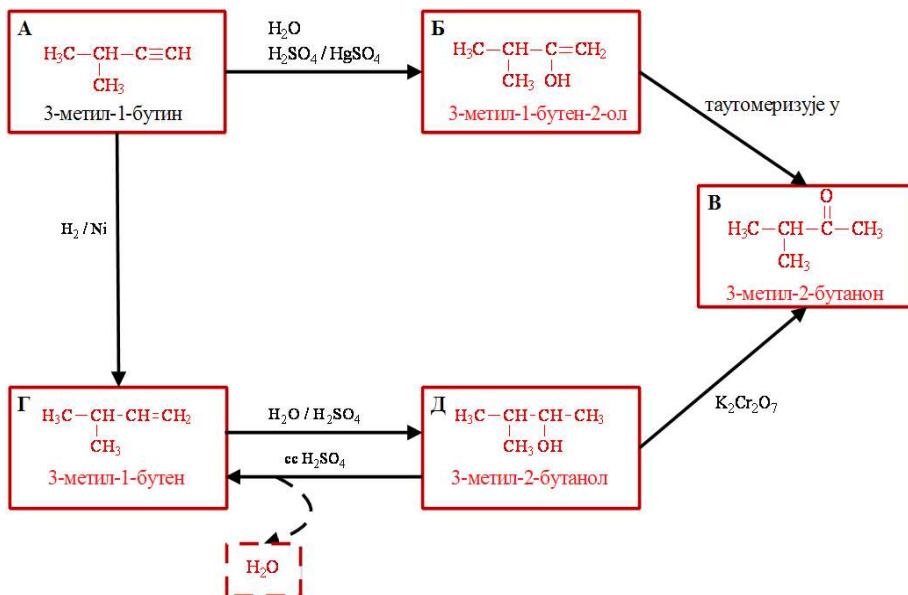 А
H₃C—CH—C≡CH
CH₃
3-метил-1-бутин
H₂O
H₂SO₄ / HgSO₄
Б
H₃C—CH—C=CH₂
CH₃ OH
3-метил-1-бутен-2-ол
таутомеризује у
В
O
H₃C—CH—C—CH₃
CH₃
3-метил-2-бутанон
H₂ / Ni
Г
H₃C—CH—CH=CH₂
CH₃
3-метил-1-бутен
H₂O / H₂SO₄
cc H₂SO₄
Д
H₃C—CH—CH—CH₃
CH₃OH
3-метил-2-бутанол
K₂Cr₂O₇
H₂O